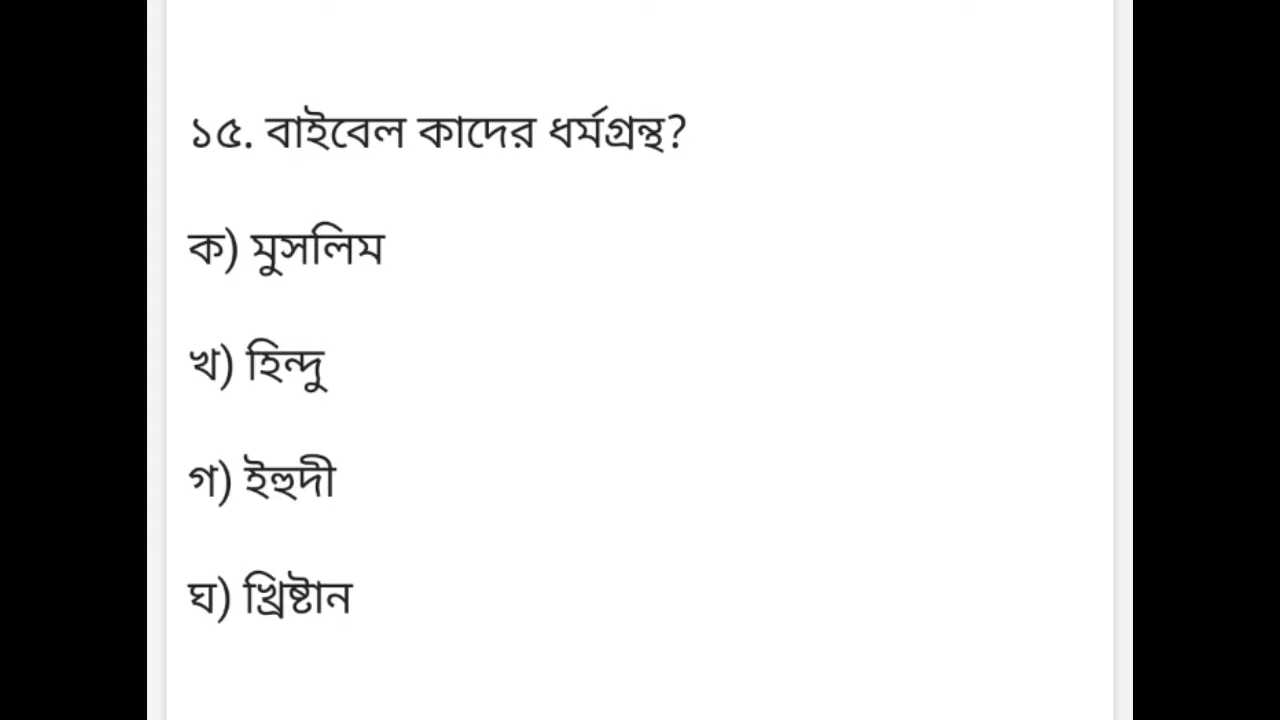 ১৫. বাইবেল কাদের ধর্মগ্রন্থ?
ক) মুসলিম
খ) হিন্দু
গ) ইহুদী
ঘ) খ্রিষ্টান